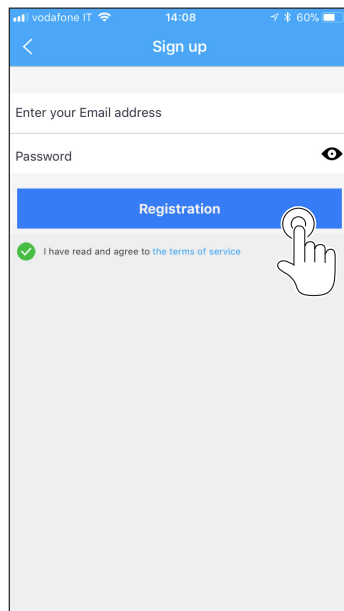 vodafone IT 14:08 60%
Sign up
Enter your Email address
Password
Registration
I have read and agree to the terms of service